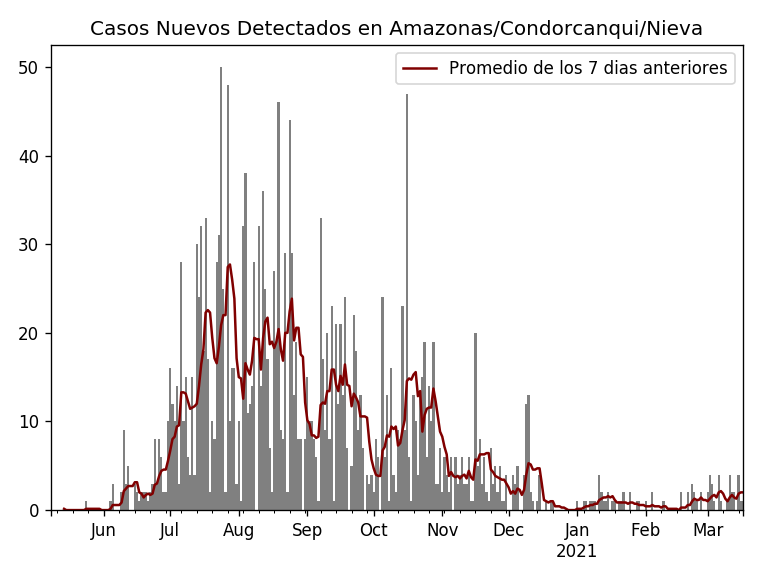 Casos Nuevos Detectados en Amazonas/Condorcanqui/Nieva
Promedio de los 7 dias anteriores
50
40
30
20
10
0
Jun Jul Aug Sep Oct Nov Dec Jan Feb Mar
2021